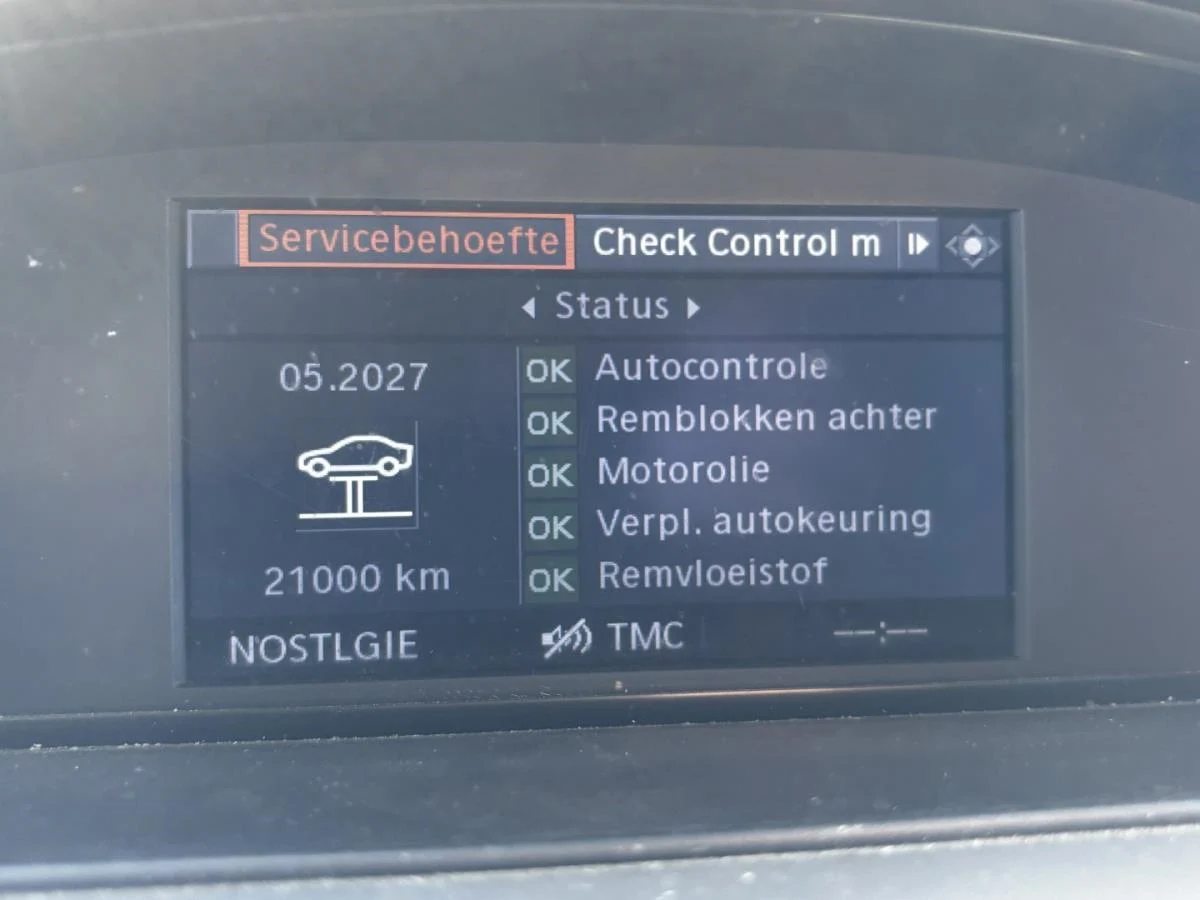 Servicebehoefte Check Control m
Status
05.2027
OK Autocontrole
OK Remblokken achter
OK Motorolie
OK Verpl. autokeuring
OK Remvloeistof
21000 km
NOSTLGIE TMC --:--